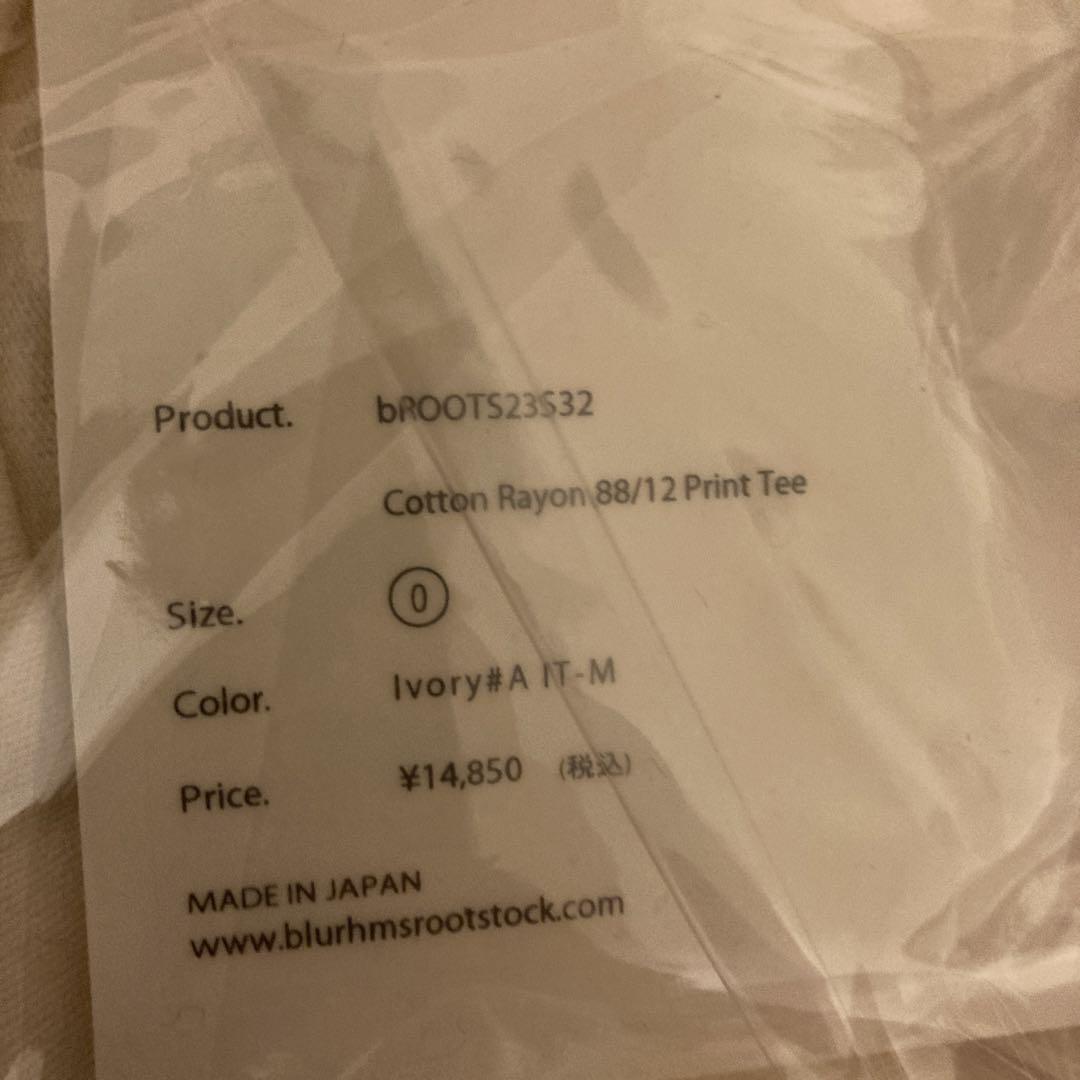 Product. bROOTS23S32
Cotton Rayon 88/12 Print Tee
Size. 0
Color. Ivory#A IT-M
Price. ¥14,850 (税込)
MADE IN JAPAN
www.blurhmsrootstock.com